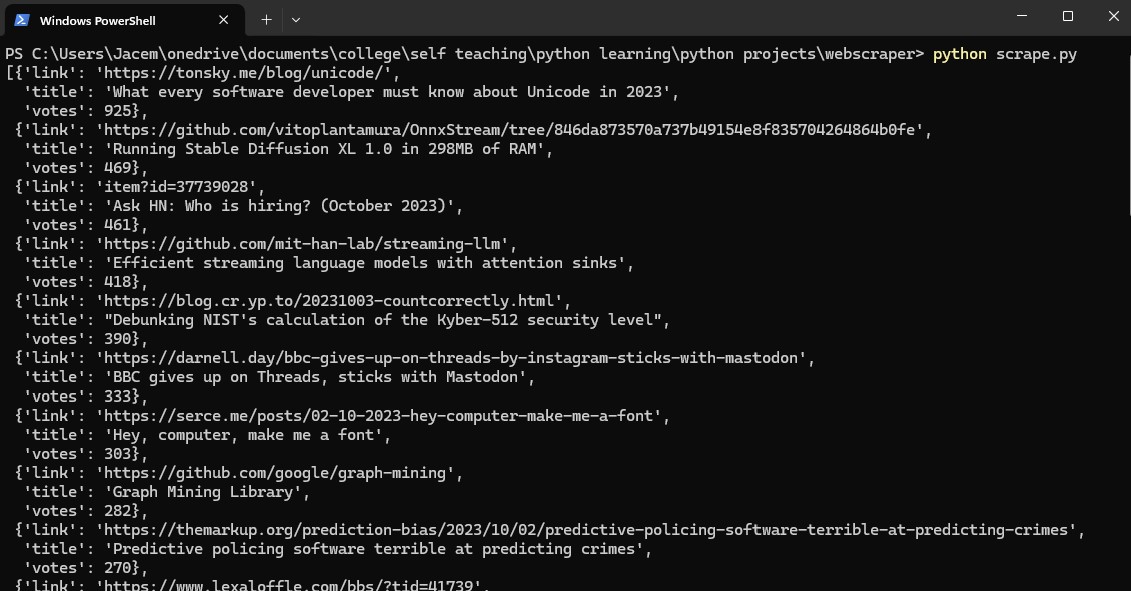 Windows PowerShell
PS C:\Users\Jacem\onedrive\documents\college\self teaching\python learning\python projects\webscraper> python scrape.py
[{'link': 'https://tonsky.me/blog/unicode/',
  'title': 'What every software developer must know about Unicode in 2023',
  'votes': 925},
 {'link': 'https://github.com/vitoplantamura/OnnxStream/tree/846da873570a737b49154e8f835704264864b0fe',
  'title': 'Running Stable Diffusion XL 1.0 in 298MB of RAM',
  'votes': 469},
 {'link': 'item?id=37739028',
  'title': 'Ask HN: Who is hiring? (October 2023)',
  'votes': 461},
 {'link': 'https://github.com/mit-han-lab/streaming-llm',
  'title': 'Efficient streaming language models with attention sinks',
  'votes': 418},
 {'link': 'https://blog.cr.yp.to/20231003-countcorrectly.html',
  'title': "Debunking NIST's calculation of the Kyber-512 security level",
  'votes': 390},
 {'link': 'https://darnell.day/bbc-gives-up-on-threads-by-instagram-sticks-with-mastodon',
  'title': 'BBC gives up on Threads, sticks with Mastodon',
  'votes': 333},
 {'link': 'https://serce.me/posts/02-10-2023-hey-computer-make-me-a-font',
  'title': 'Hey, computer, make me a font',
  'votes': 303},
 {'link': 'https://github.com/google/graph-mining',
  'title': 'Graph Mining Library',
  'votes': 282},
 {'link': 'https://themarkup.org/prediction-bias/2023/10/02/predictive-policing-software-terrible-at-predicting-crimes',
  'title': 'Predictive policing software terrible at predicting crimes',
  'votes': 270},
 {'link': 'https://www.lexaloffle.com/bbs/?tid=41739',